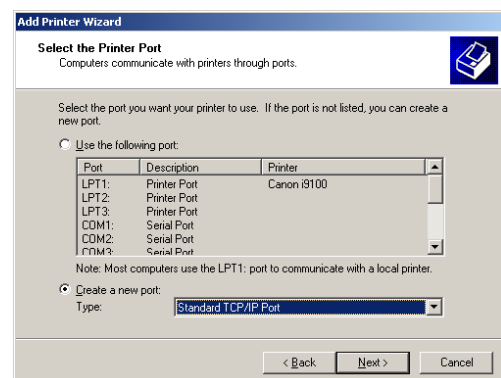 Add Printer Wizard
Select the Printer Port
Computers communicate with printers through ports.
Select the port you want your printer to use. If the port is not listed, you can create a
new port.
Use the following port:
Port Description Printer
LPT1: Printer Port Canon i9100
LPT2: Printer Port
LPT3: Printer Port
COM1: Serial Port
COM2: Serial Port
COM3: Serial Port
Note: Most computers use the LPT1: port to communicate with a local printer.
Create a new port:
Type: Standard TCP/IP Port
< Back Next > Cancel